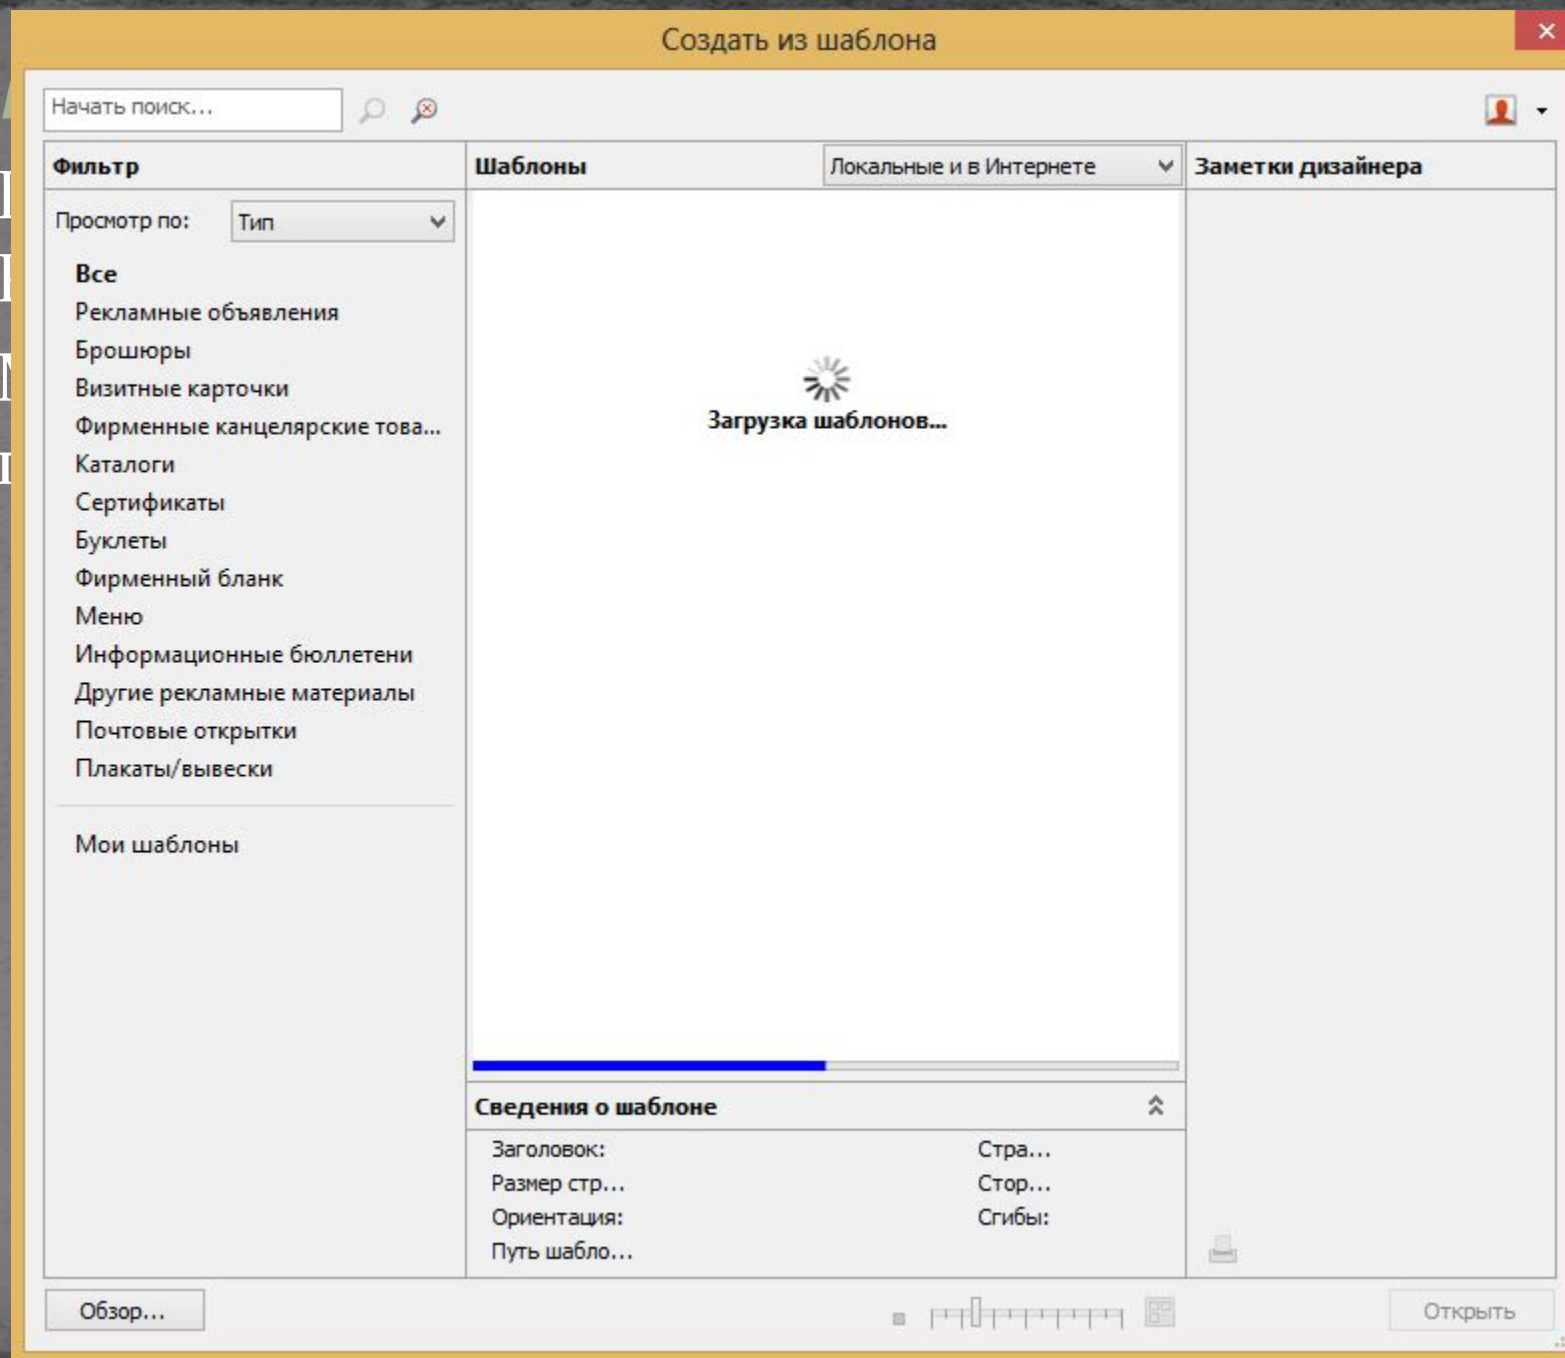 Создать из шаблона
Начать поиск...
Фильтр
Просмотр по: Тип
Все
Рекламные объявления
Брошюры
Визитные карточки
Фирменные канцелярские това...
Каталоги
Сертификаты
Буклеты
Фирменный бланк
Меню
Информационные бюллетени
Другие рекламные материалы
Почтовые открытки
Плакаты/вывески
Мои шаблоны
Шаблоны Локальные и в Интернете
Загрузка шаблонов...
Сведения о шаблоне
Заголовок: Стра...
Размер стр... Стор...
Ориентация: Сгибы:
Путь шабло...
Заметки дизайнера
Обзор... Открыть